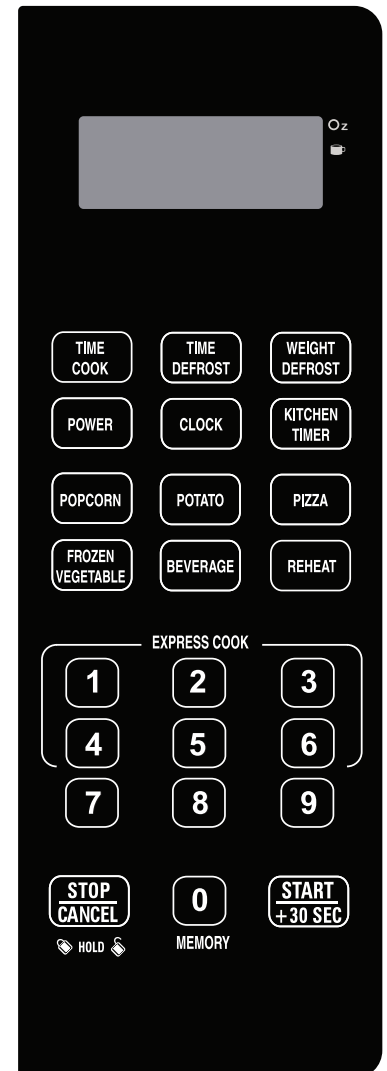 Oz
TIME
COOK
TIME
DEFROST
WEIGHT
DEFROST
POWER
CLOCK
KITCHEN
TIMER
POPCORN
POTATO
PIZZA
FROZEN
VEGETABLE
BEVERAGE
REHEAT
EXPRESS COOK
1 2 3
4 5 6
7 8 9
STOP
CANCEL
0
START
+30 SEC
HOLD
MEMORY